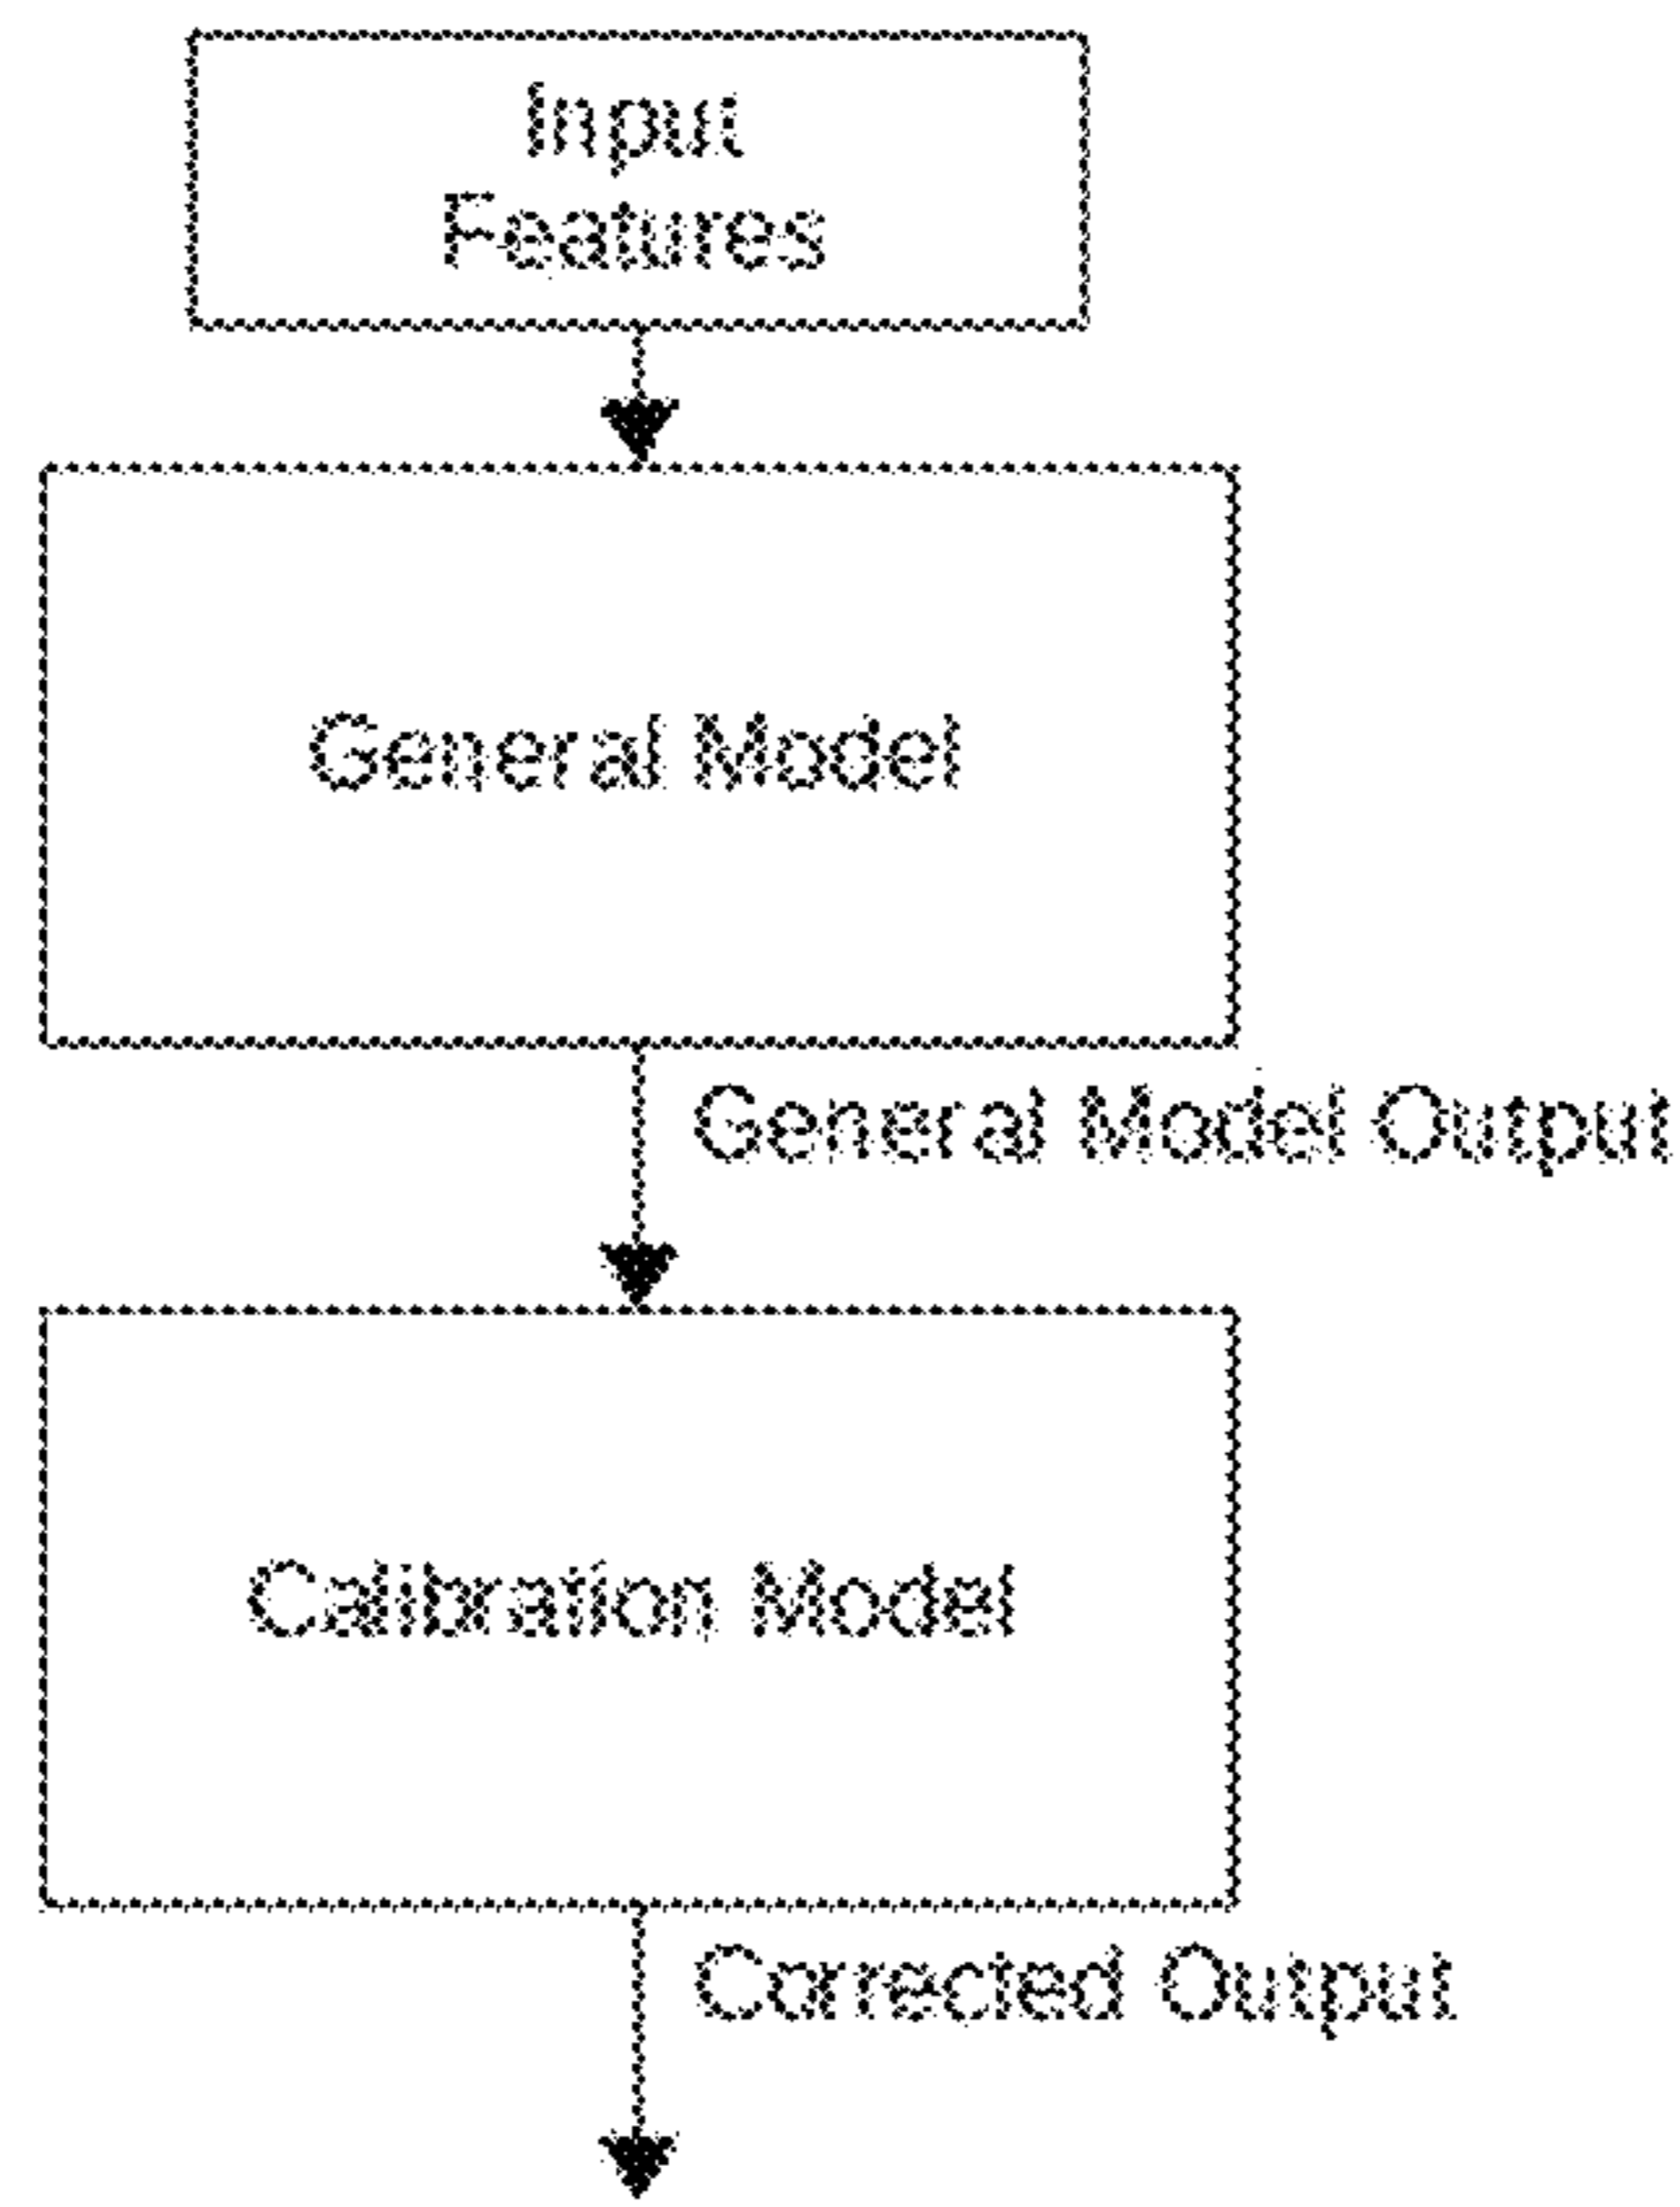 Input
Features
General Model
General Model Output
Calibration Model
Corrected Output